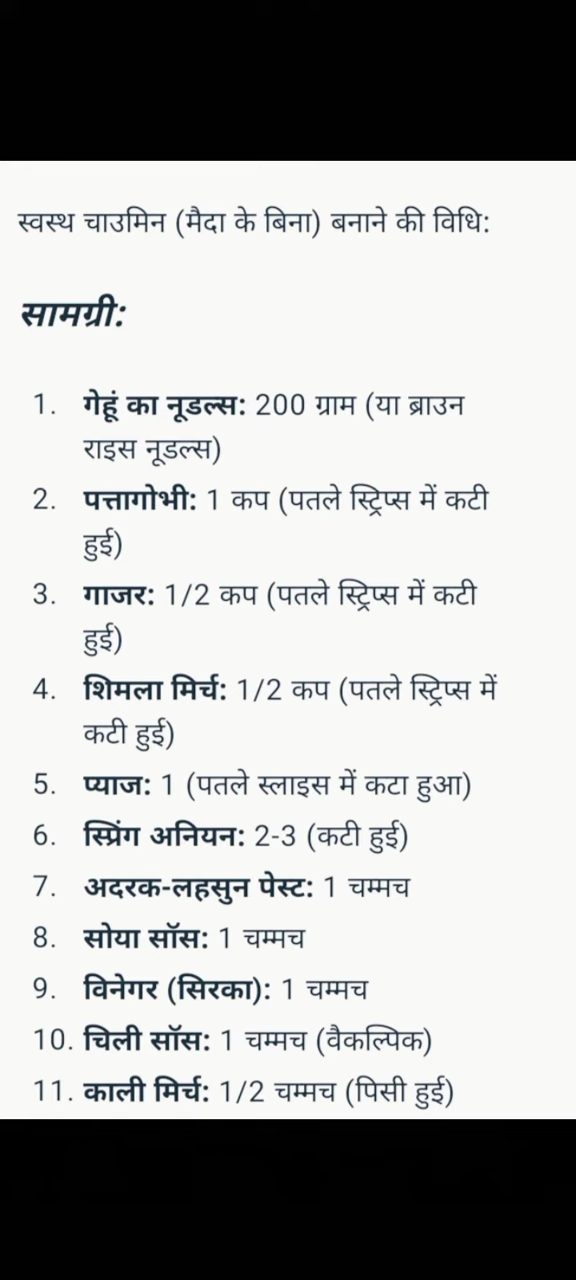 स्वस्थ चाउमिन (मैदा के बिना) बनाने की विधि:
सामग्री:
1. गेहूं का नूडल्स: 200 ग्राम (या ब्राउन
राइस नूडल्स)
2. पत्तागोभी: 1 कप (पतले स्ट्रिप्स में कटी
हुई)
3. गाजर: 1/2 कप (पतले स्ट्रिप्स में कटी
हुई)
4. शिमला मिर्च: 1/2 कप (पतले स्ट्रिप्स में
कटी हुई)
5. प्याज: 1 (पतले स्लाइस में कटा हुआ)
6. स्प्रिंग अनियन: 2-3 (कटी हुई)
7. अदरक-लहसुन पेस्ट: 1 चम्मच
8. सोया सॉस: 1 चम्मच
9. विनेगर (सिरका): 1 चम्मच
10. चिली सॉस: 1 चम्मच (वैकल्पिक)
11. काली मिर्च: 1/2 चम्मच (पिसी हुई)